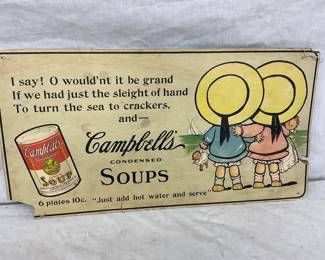 I say! O would'nt it be grand
If we had just the sleight of hand
To turn the sea to crackers,
and—
Campbell's
CONDENSED
SOUPS
Campbell's
SOUP
6 plates 10c. "Just add hot water and serve"